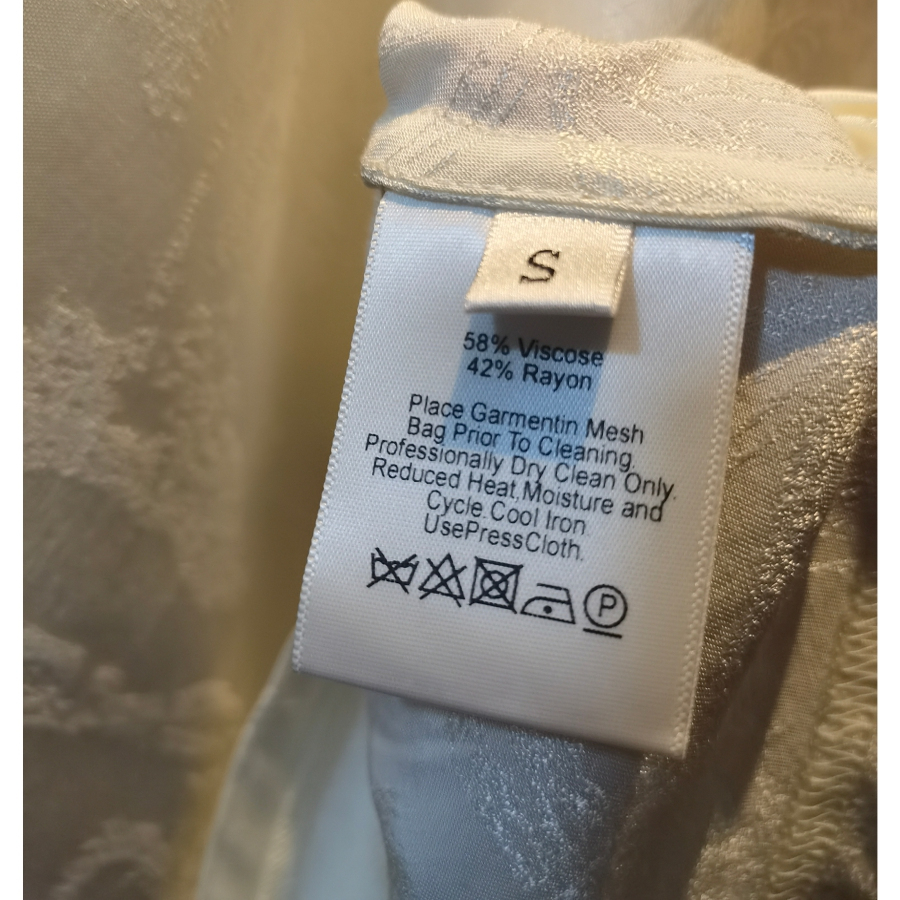 S
58% Viscose
42% Rayon
Place Garmentin Mesh
Bag Prior To Cleaning.
Professionally Dry Clean Only.
Reduced Heat,Moisture and
Cycle.Cool Iron.
UsePressCloth.
P